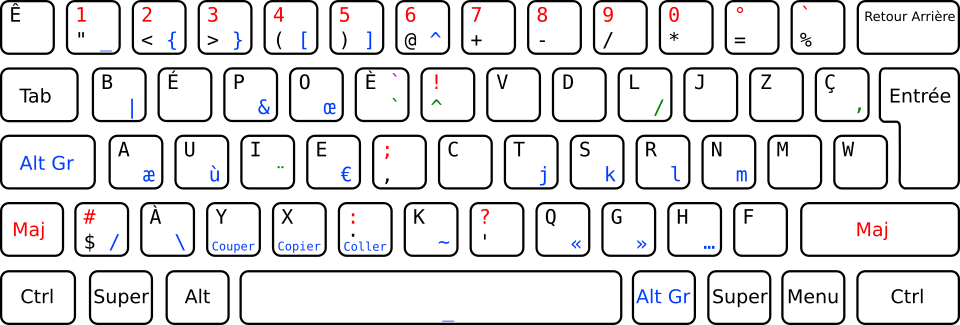 Ê 1 2 3 4 5 6 7 8 9 0 ° ` Retour Arrière
" _ < { > } ( [ ) ] @ ^ + - / * = %
Tab B É P O È ` ! V D L J Z Ç Entrée
| & œ ` ^ / ,
Alt Gr A U I E ; C T S R N M W
æ ù ¨ € , j k l m
Maj # À Y X : K ? Q G H F Maj
$ / \ Couper Copier . Coller ~ ' « » …
Ctrl Super Alt _ Alt Gr Super Menu Ctrl